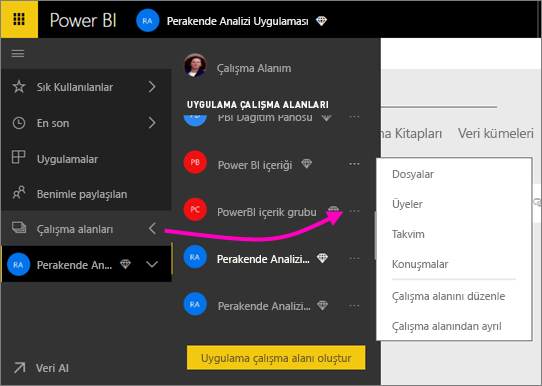 Power BI
RA Perakende Analizi Uygulaması
Sık Kullanılanlar
En son
Uygulamalar
Benimle paylaşılan
Çalışma alanları
RA Perakende An...
Veri Al
Çalışma Alanım
UYGULAMA ÇALIŞMA ALANLARI
PBI Dağıtım Panosu
PB Power BI içeriği
PC PowerBI içerik grubu
RA Perakende Analizi...
RA Perakende Analizi...
Uygulama çalışma alanı oluştur
na Kitapları Veri kümeleri
Dosyalar
Üyeler
Takvim
Konuşmalar
Çalışma alanını düzenle
Çalışma alanından ayrıl